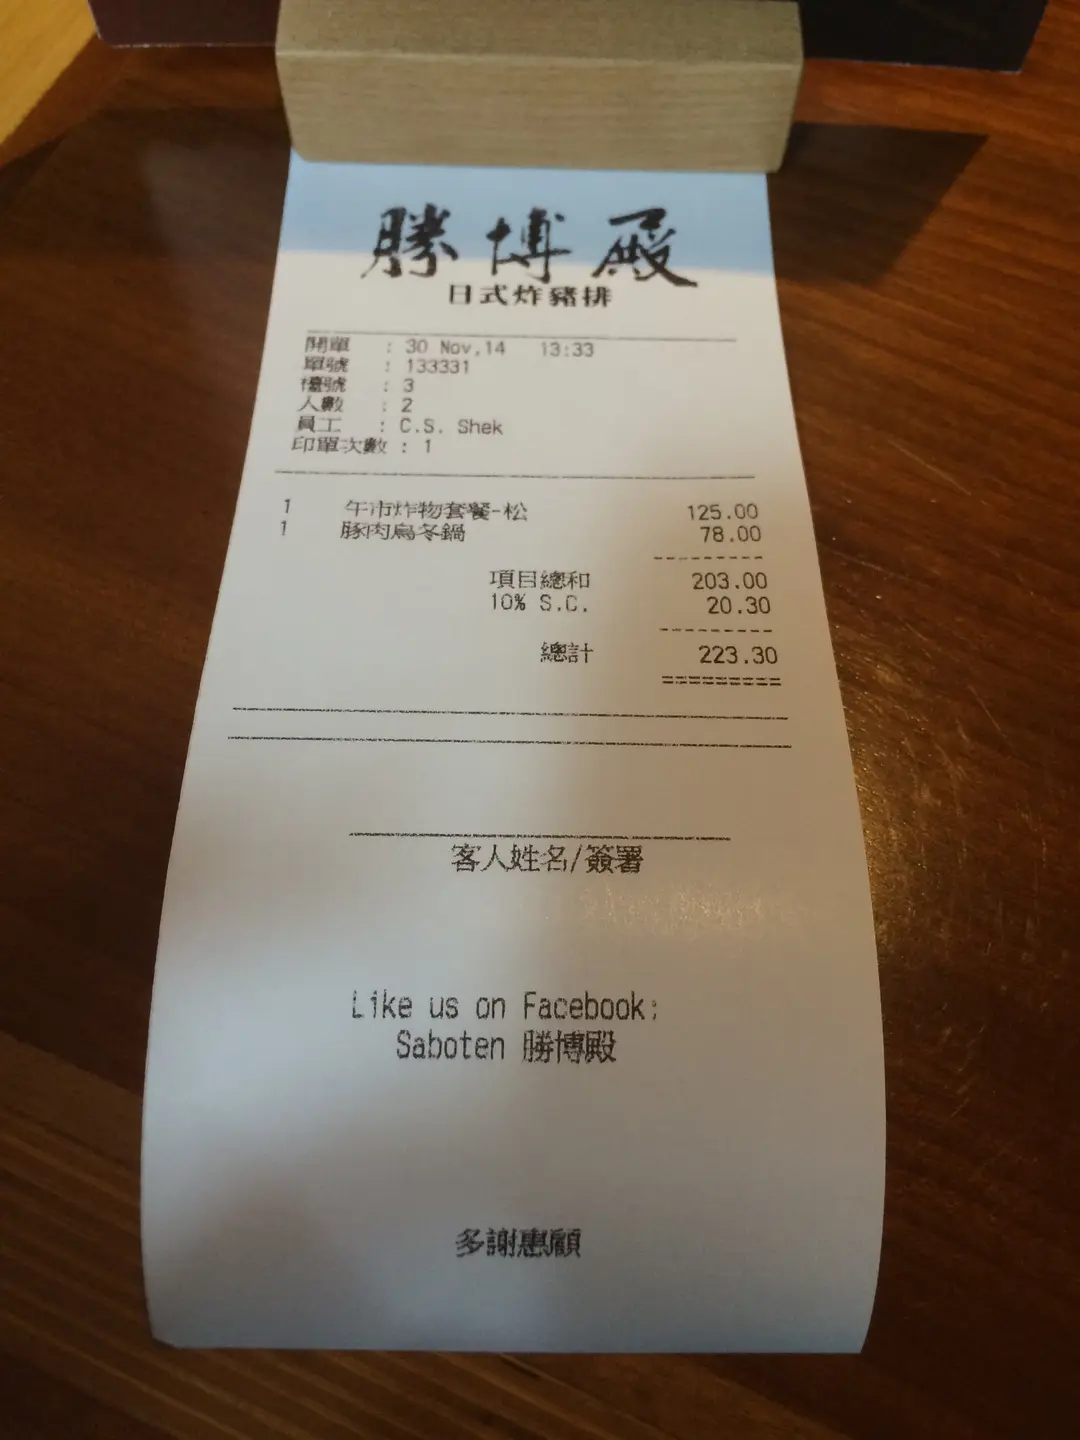 勝博殿
日式炸豬排
開單 : 30 Nov,14 13:33
單號 : 133331
檯號 : 3
人數 : 2
員工 : C.S. Shek
印單次數 : 1
1 午市炸物套餐-松 125.00
1 豚肉烏冬鍋 78.00
項目總和 203.00
10% S.C. 20.30
總計 223.30
客人姓名/簽署
Like us on Facebook:
Saboten 勝博殿
多謝惠顧